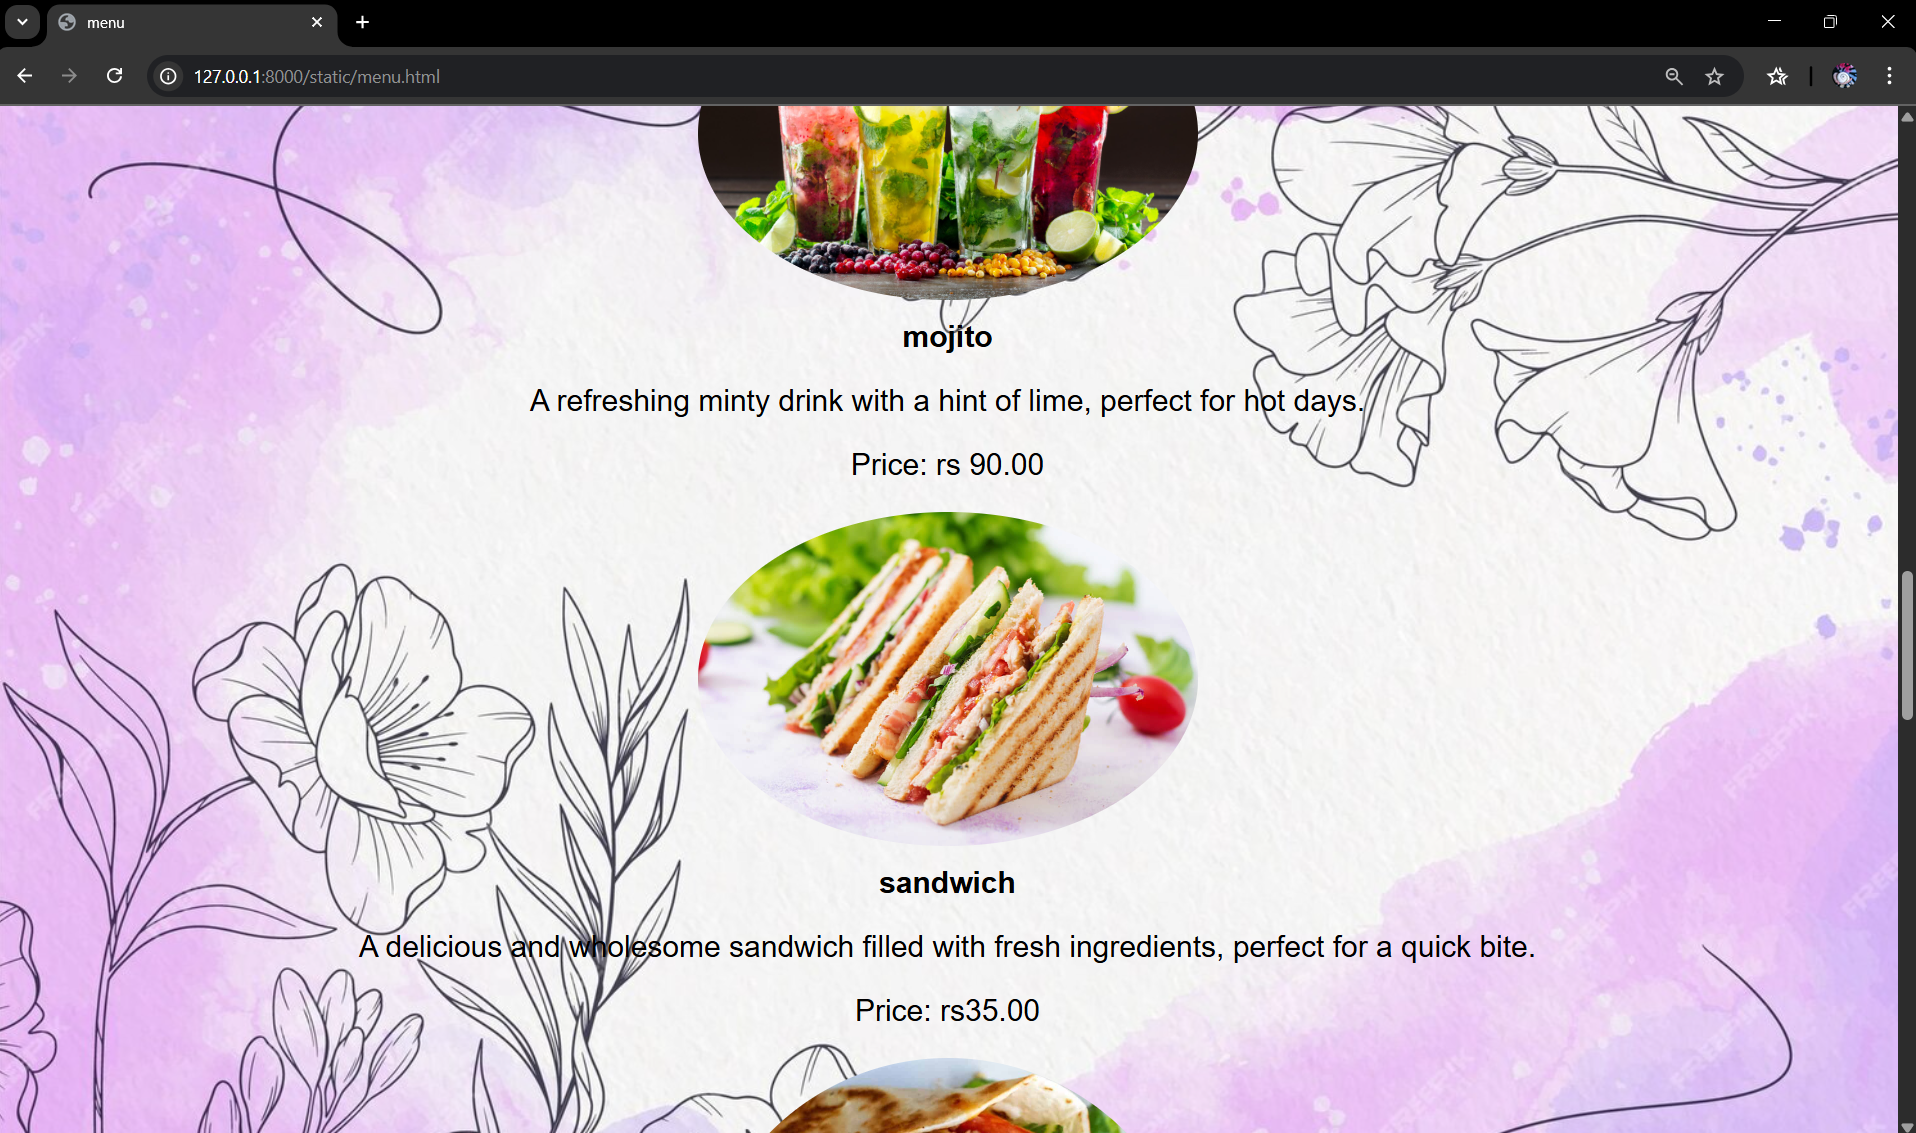 menu
127.0.0.1:8000/static/menu.html
mojito
A refreshing minty drink with a hint of lime, perfect for hot days.
Price: rs 90.00
sandwich
A delicious and wholesome sandwich filled with fresh ingredients, perfect for a quick bite.
Price: rs35.00